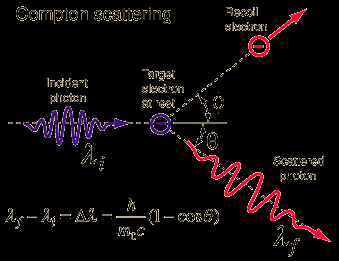 Compton scattering
Recoil
electron
Target
electron
at rest
Incident
photon
λi
ϕ
θ
Scattered
photon
λf
λf − λi = Δλ = h/mec (1 − cosθ)